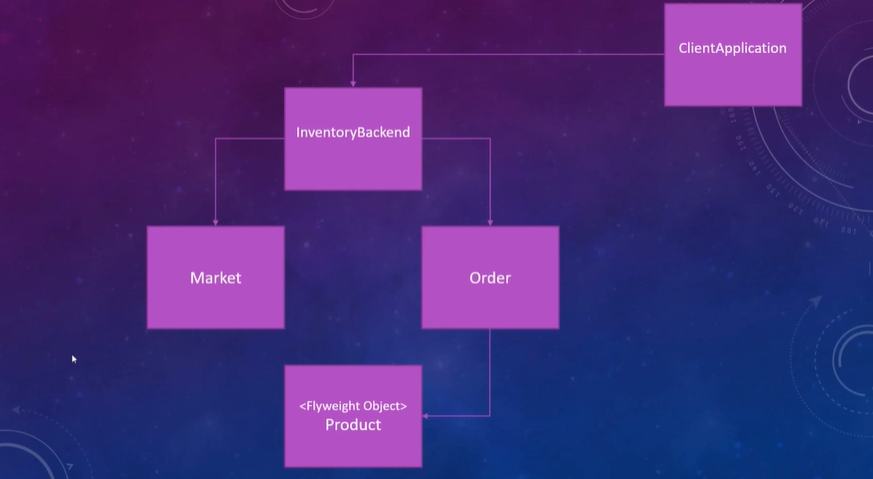 ClientApplication
InventoryBackend
Market
Order
<Flyweight Object>
Product